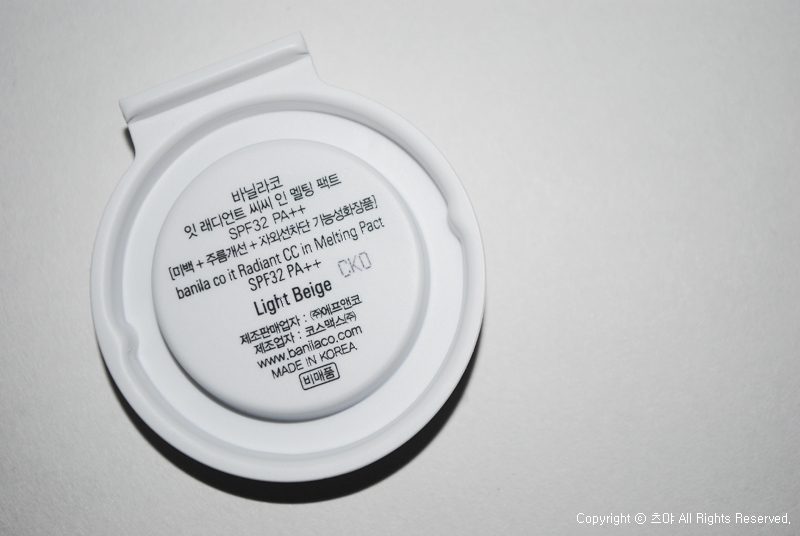 바닐라코
잇 래디언트 씨씨 인 멜팅 팩트
SPF32 PA++
[미백 + 주름개선 + 자외선차단 기능성화장품]
banila co it Radiant CC in Melting Pact
SPF32 PA++
CK0
Light Beige
제조판매업자 : ㈜에프앤코
제조업자 : 코스맥스㈜
www.banilaco.com
MADE IN KOREA
비매품
Copyright ⓒ 츠야 All Rights Reserved.